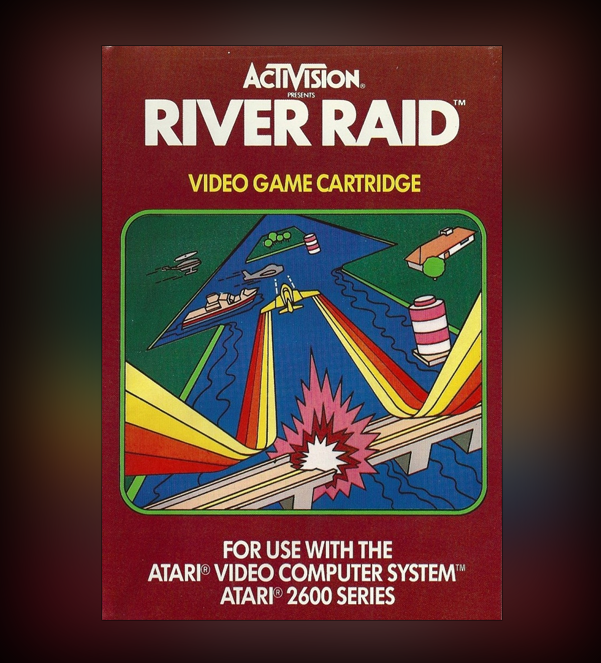 ACTIVISION®
PRESENTS
RIVER RAID™
VIDEO GAME CARTRIDGE
FOR USE WITH THE
ATARI® VIDEO COMPUTER SYSTEM™
ATARI® 2600 SERIES